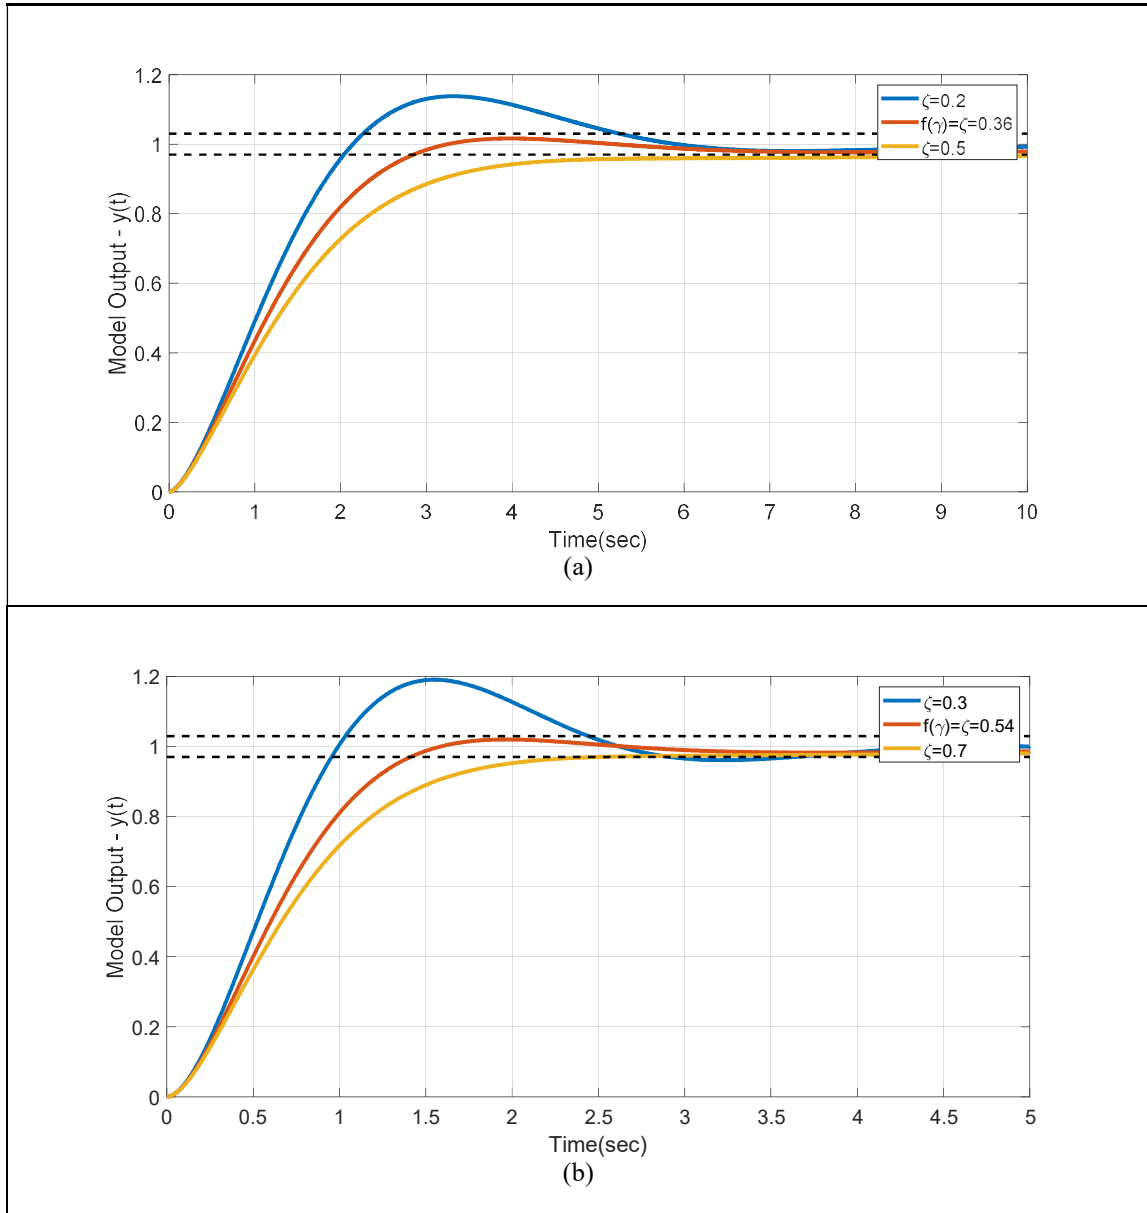 1.2
1
0.8
0.6
0.4
0.2
0
Model Output - y(t)
ζ=0.2
f(γ)=ζ=0.36
ζ=0.5
0 1 2 3 4 5 6 7 8 9 10
Time(sec)
(a)
1.2
1
0.8
0.6
0.4
0.2
0
Model Output - y(t)
ζ=0.3
f(γ)=ζ=0.54
ζ=0.7
0 0.5 1 1.5 2 2.5 3 3.5 4 4.5 5
Time(sec)
(b)